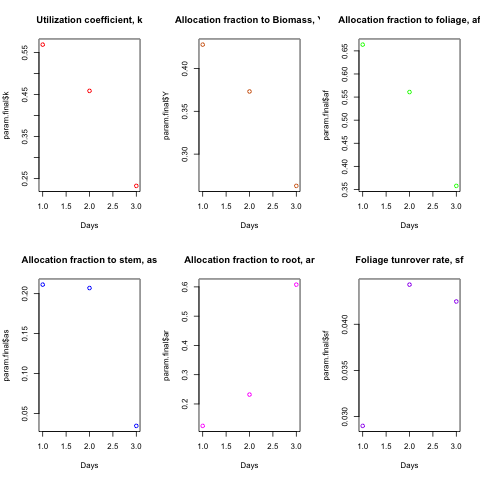 Utilization coefficient, k
param.final$k
0.25
0.35
0.45
0.55
1.0 1.5 2.0 2.5 3.0
Days
Allocation fraction to Biomass, Y
param.final$Y
0.30
0.35
0.40
1.0 1.5 2.0 2.5 3.0
Days
Allocation fraction to foliage, af
param.final$af
0.35
0.40
0.45
0.50
0.55
0.60
0.65
1.0 1.5 2.0 2.5 3.0
Days
Allocation fraction to stem, as
param.final$as
0.05
0.10
0.15
0.20
1.0 1.5 2.0 2.5 3.0
Days
Allocation fraction to root, ar
param.final$ar
0.2
0.3
0.4
0.5
0.6
1.0 1.5 2.0 2.5 3.0
Days
Foliage tunrover rate, sf
param.final$sf
0.030
0.035
0.040
1.0 1.5 2.0 2.5 3.0
Days